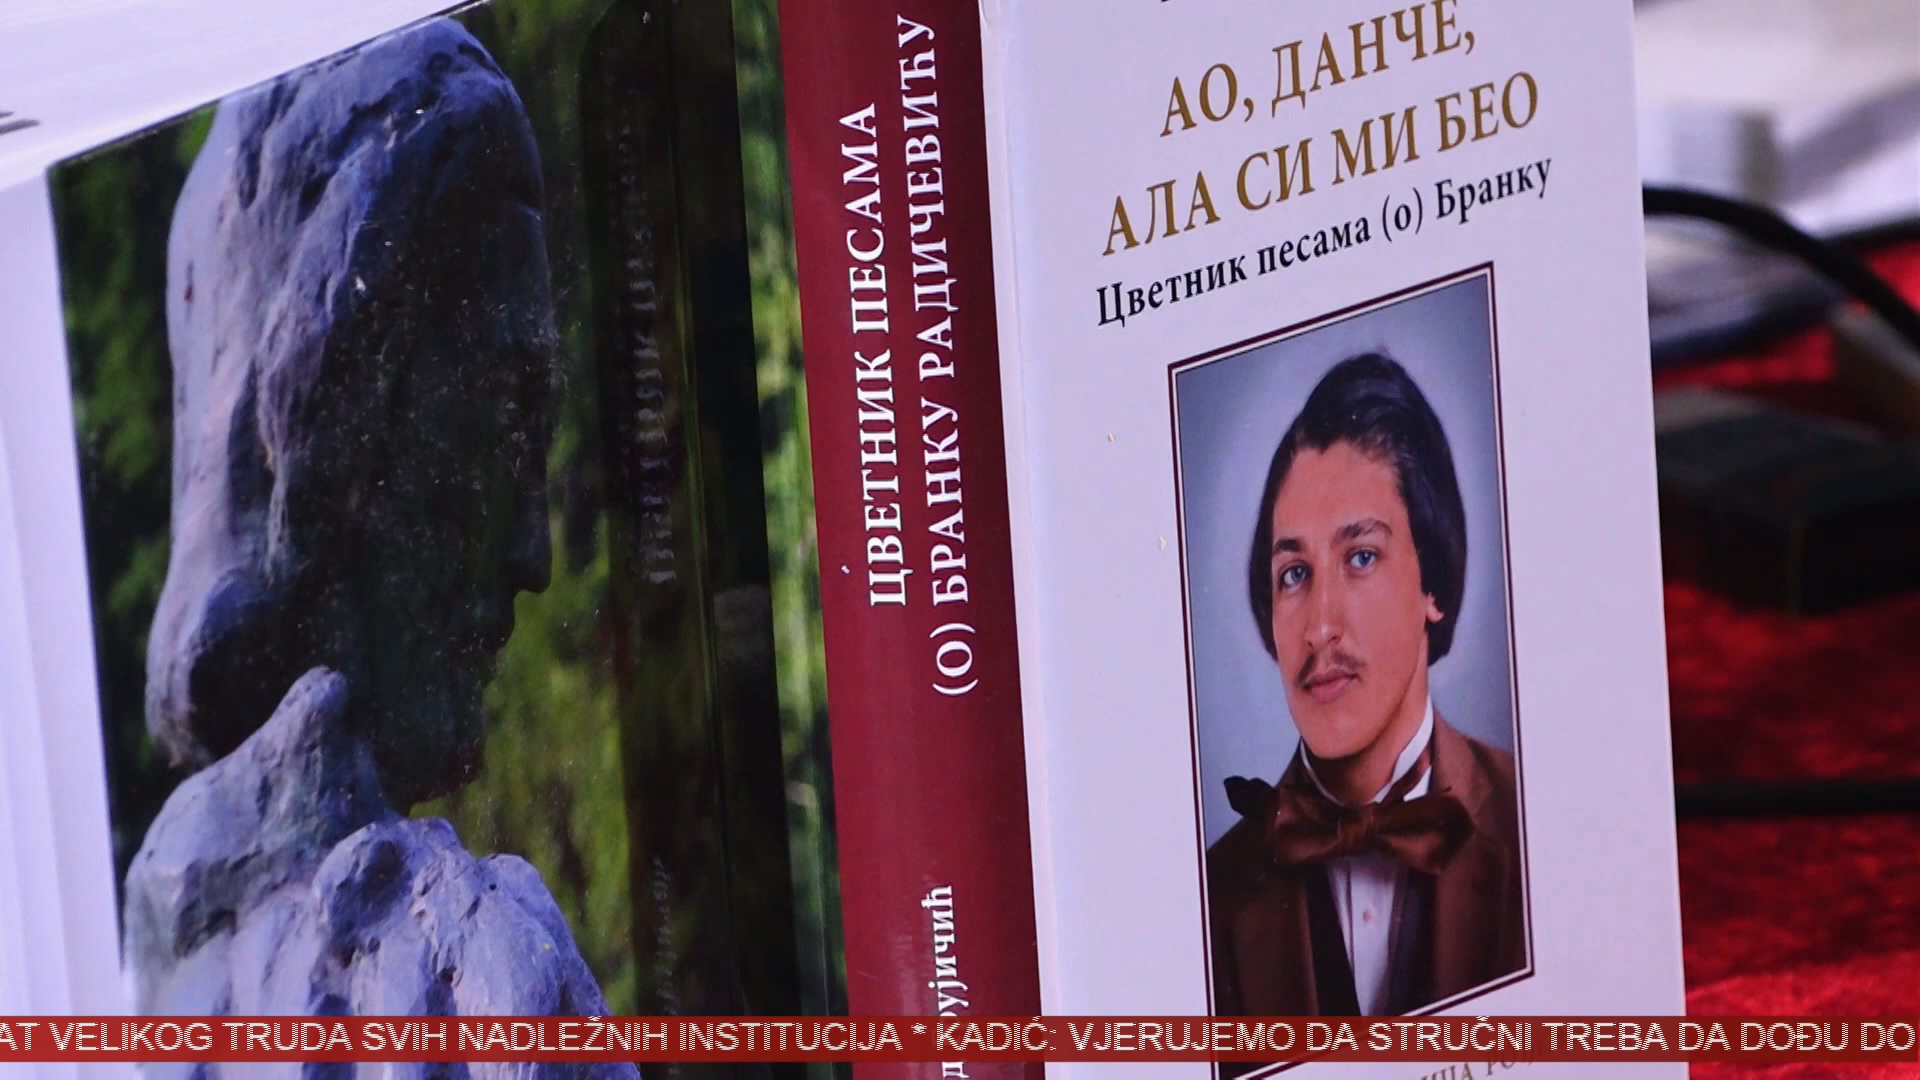 ЦВЕТНИК ПЕСАМА
(О) БРАНКУ РАДИЧЕВИЋУ
АО, ДАНЧЕ,
АЛА СИ МИ БЕО
Цветник песама (о) Бранку
AT VELIKOG TRUDA SVIH NADLEŽNIH INSTITUCIJA * KADIĆ: VJERUJEMO DA STRUČNI TREBA DA DOĐU DO